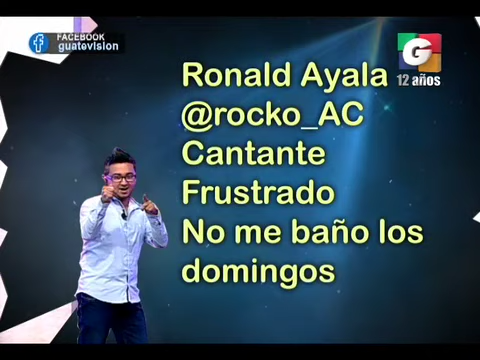 FACEBOOK
guatevision
G
12 años
Ronald Ayala
@rocko_AC
Cantante
Frustrado
No me baño los
domingos